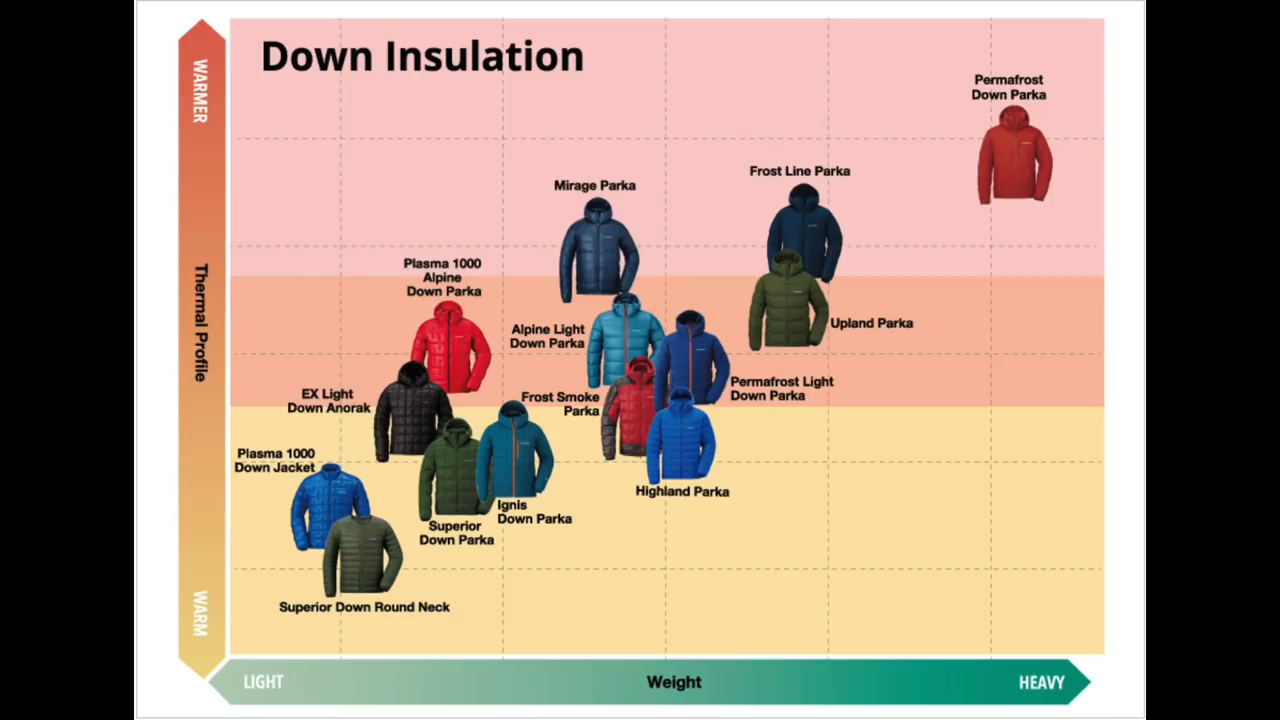 Down Insulation
WARMER
Thermal Profile
WARM
Permafrost
Down Parka
Frost Line Parka
Mirage Parka
Plasma 1000
Alpine
Down Parka
Alpine Light
Down Parka
Upland Parka
Permafrost Light
Down Parka
EX Light
Down Anorak
Frost Smoke
Parka
Plasma 1000
Down Jacket
Highland Parka
Ignis
Down Parka
Superior
Down Parka
Superior Down Round Neck
LIGHT
Weight
HEAVY